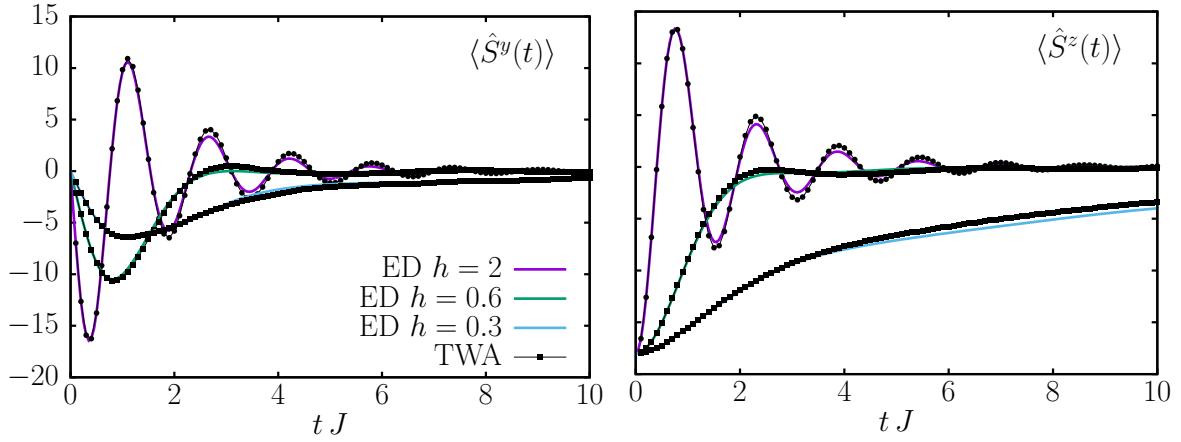 15
10
5
0
−5
−10
−15
−20
⟨Ŝʸ(t)⟩
ED h = 2
ED h = 0.6
ED h = 0.3
TWA
0 2 4 6 8 10
t J
⟨Ŝᶻ(t)⟩
0 2 4 6 8 10
t J